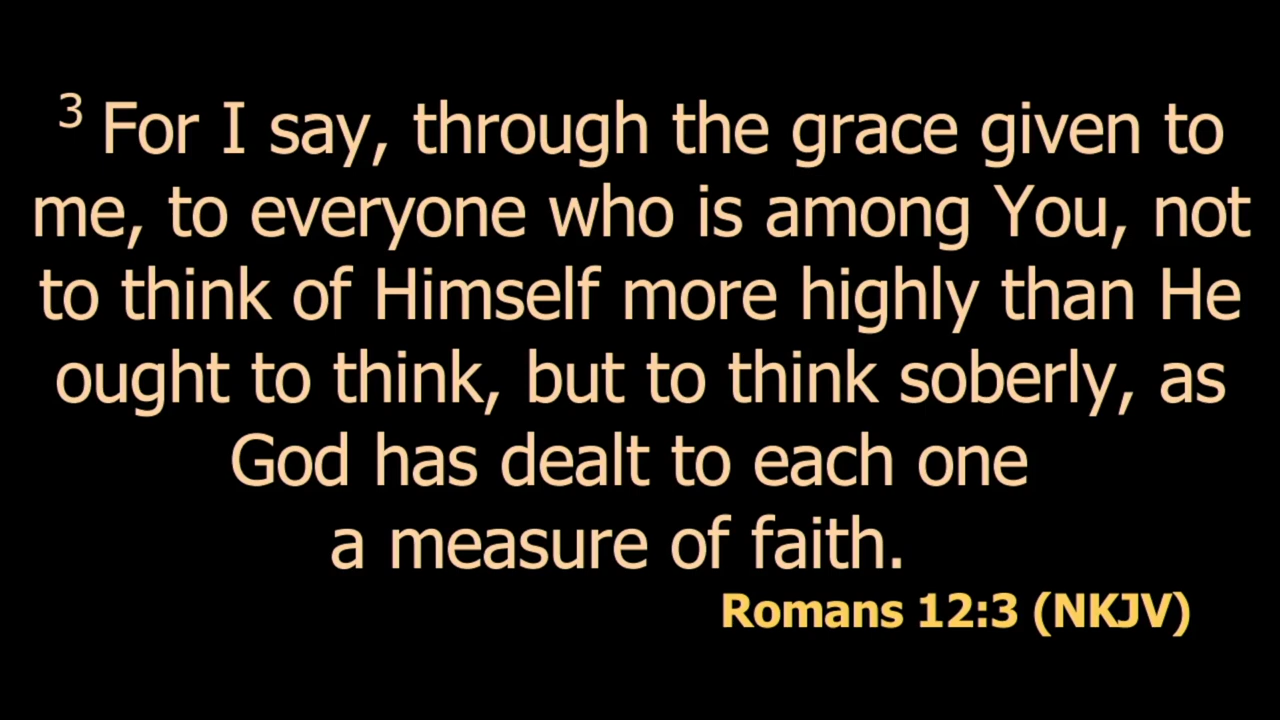 3 For I say, through the grace given to
me, to everyone who is among You, not
to think of Himself more highly than He
ought to think, but to think soberly, as
God has dealt to each one
a measure of faith.
Romans 12:3 (NKJV)